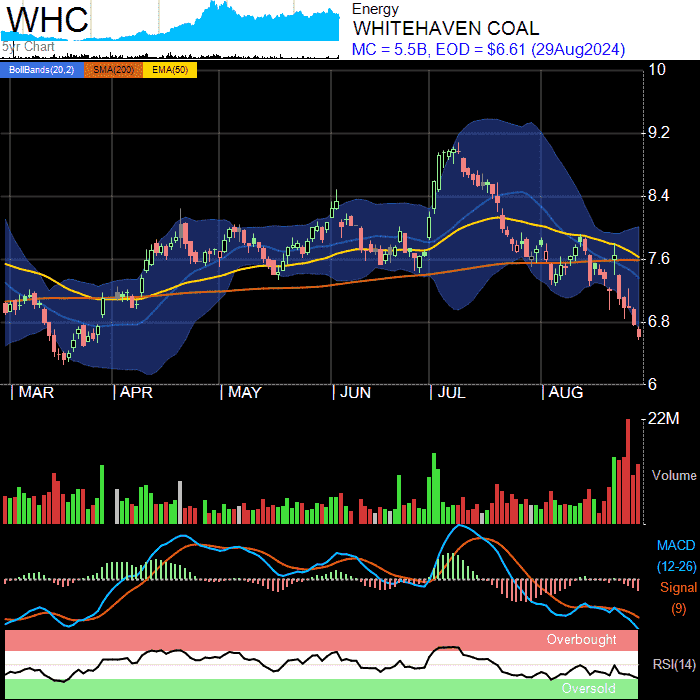 WHC
5yr Chart
Energy
WHITEHAVEN COAL
MC = 5.5B, EOD = $6.61 (29Aug2024)
BollBands(20,2) SMA(200) EMA(50)
10
9.2
8.4
7.6
6.8
6
MAR APR MAY JUN JUL AUG
22M
Volume
MACD
(12-26)
Signal
(9)
Overbought
RSI(14)
Oversold